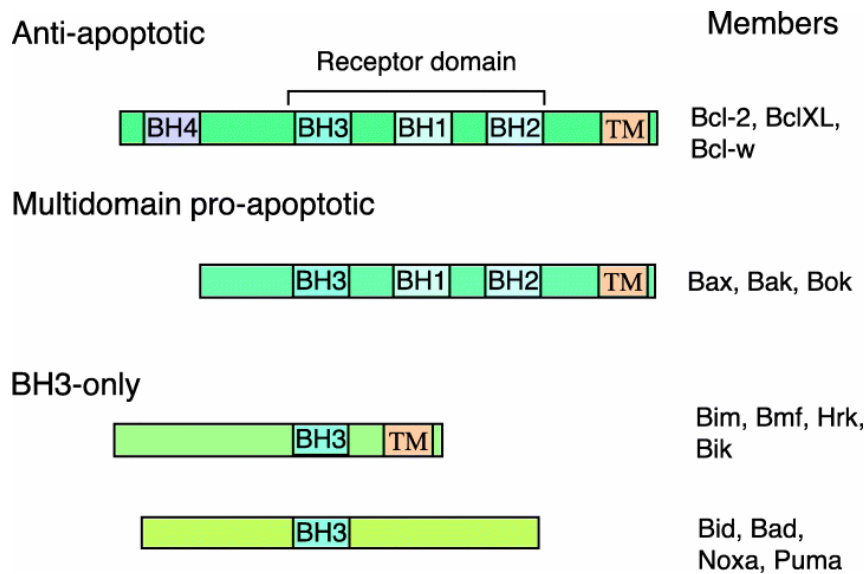 Anti-apoptotic
Members
Receptor domain
BH4 BH3 BH1 BH2 TM
Bcl-2, BclXL,
Bcl-w
Multidomain pro-apoptotic
BH3 BH1 BH2 TM
Bax, Bak, Bok
BH3-only
BH3 TM
Bim, Bmf, Hrk,
Bik
BH3
Bid, Bad,
Noxa, Puma